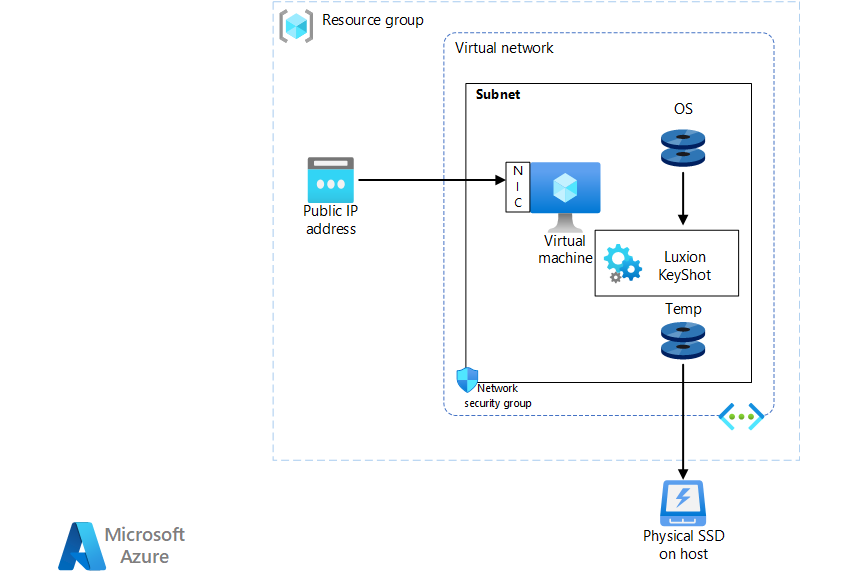 Resource group
Virtual network
Subnet
OS
N
I
C
Public IP
address
Virtual
machine
Luxion
KeyShot
Temp
Network
security group
Physical SSD
on host
Microsoft
Azure